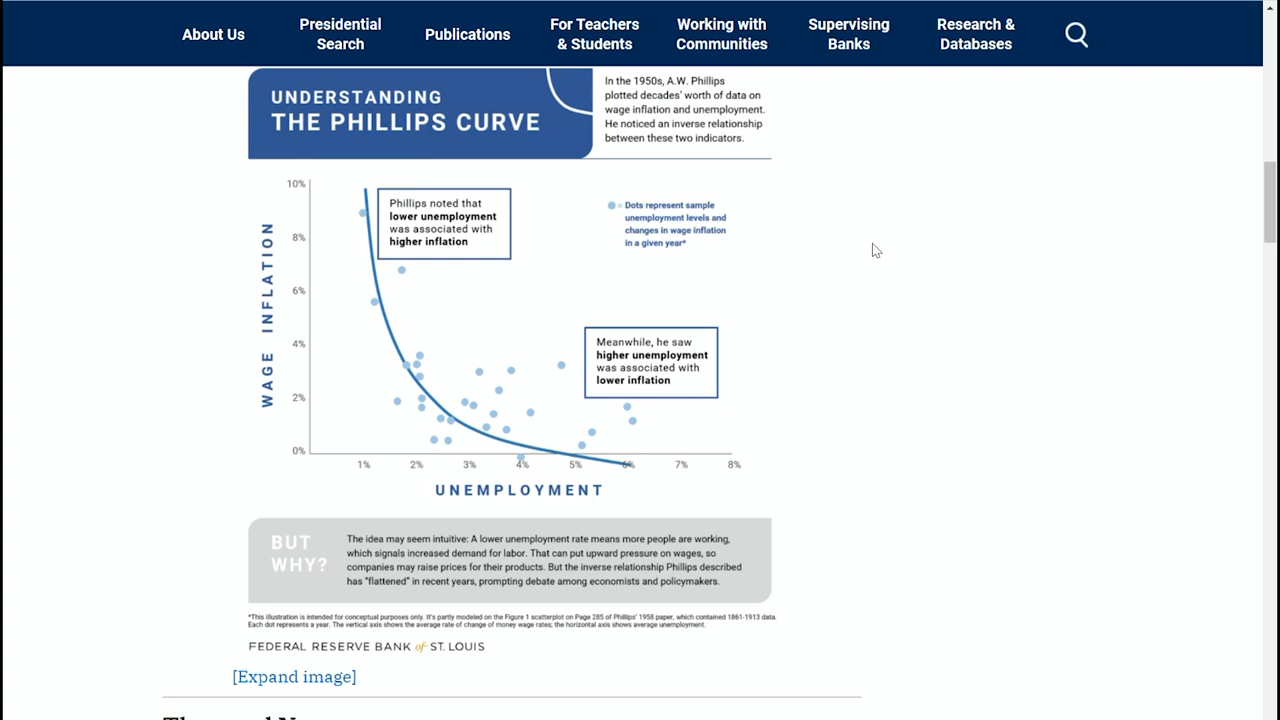 About Us
Presidential
Search
Publications
For Teachers
& Students
Working with
Communities
Supervising
Banks
Research &
Databases
UNDERSTANDING
THE PHILLIPS CURVE
In the 1950s, A.W. Phillips
plotted decades' worth of data on
wage inflation and unemployment.
He noticed an inverse relationship
between these two indicators.
WAGE INFLATION
10%
8%
6%
4%
2%
0%
Phillips noted that
lower unemployment
was associated with
higher inflation
= Dots represent sample
unemployment levels and
changes in wage inflation
in a given year*
Meanwhile, he saw
higher unemployment
was associated with
lower inflation
1% 2% 3% 4% 5% 6% 7% 8%
UNEMPLOYMENT
BUT
WHY?
The idea may seem intuitive: A lower unemployment rate means more people are working,
which signals increased demand for labor. That can put upward pressure on wages, so
companies may raise prices for their products. But the inverse relationship Phillips described
has "flattened" in recent years, prompting debate among economists and policymakers.
*This illustration is intended for conceptual purposes only. It's partly modeled on the Figure 1 scatterplot on Page 285 of Phillips' 1958 paper, which contained 1861-1913 data.
Each dot represents a year. The vertical axis shows the average rate of change of money wage rates; the horizontal axis shows average unemployment.
FEDERAL RESERVE BANK of ST. LOUIS
[Expand image]